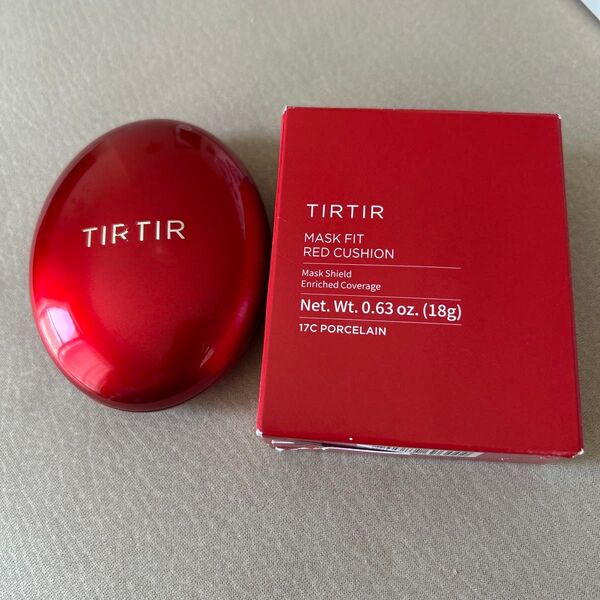 TIRTIR
TIRTIR
MASK FIT
RED CUSHION
Mask Shield
Enriched Coverage
Net. Wt. 0.63 oz. (18g)
17C PORCELAIN